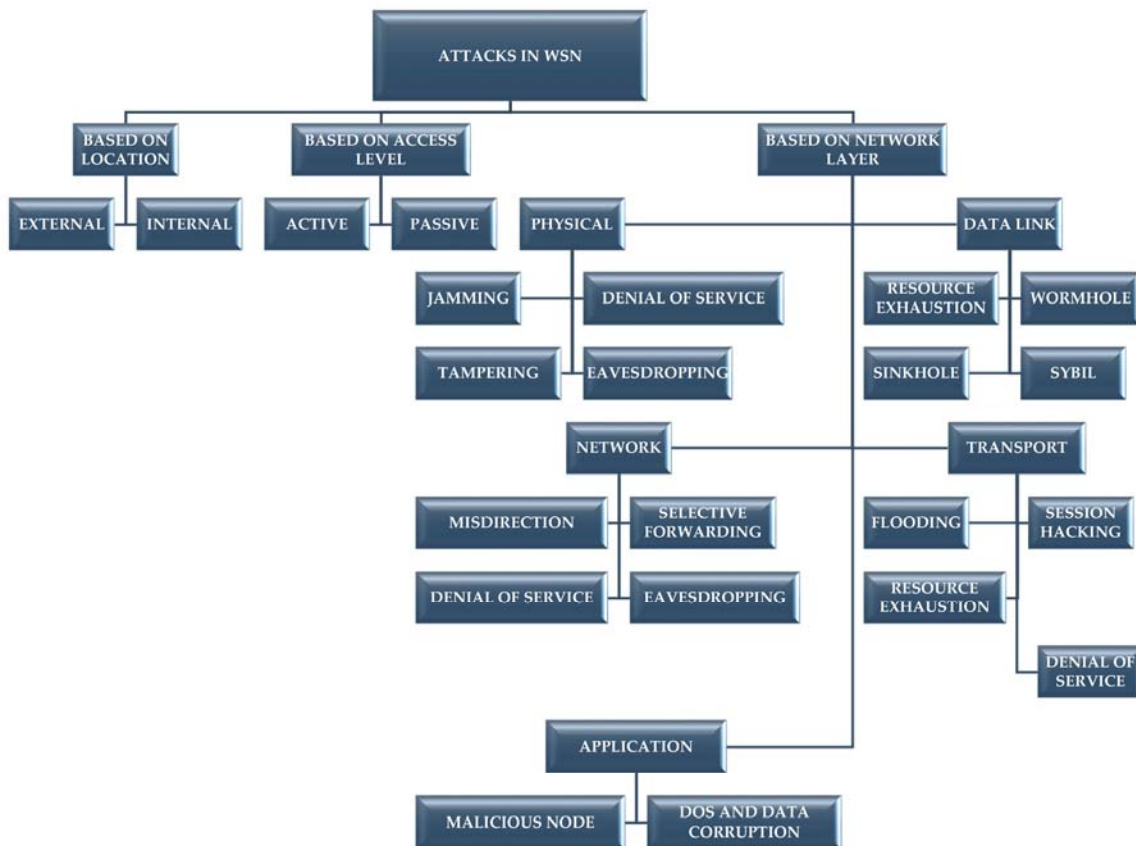 ATTACKS IN WSN
BASED ON
LOCATION
BASED ON ACCESS
LEVEL
BASED ON NETWORK
LAYER
EXTERNAL
INTERNAL
ACTIVE
PASSIVE
PHYSICAL
DATA LINK
JAMMING
DENIAL OF SERVICE
RESOURCE
EXHAUSTION
WORMHOLE
TAMPERING
EAVESDROPPING
SINKHOLE
SYBIL
NETWORK
TRANSPORT
MISDIRECTION
SELECTIVE
FORWARDING
FLOODING
SESSION
HACKING
DENIAL OF SERVICE
EAVESDROPPING
RESOURCE
EXHAUSTION
DENIAL OF
SERVICE
APPLICATION
MALICIOUS NODE
DOS AND DATA
CORRUPTION